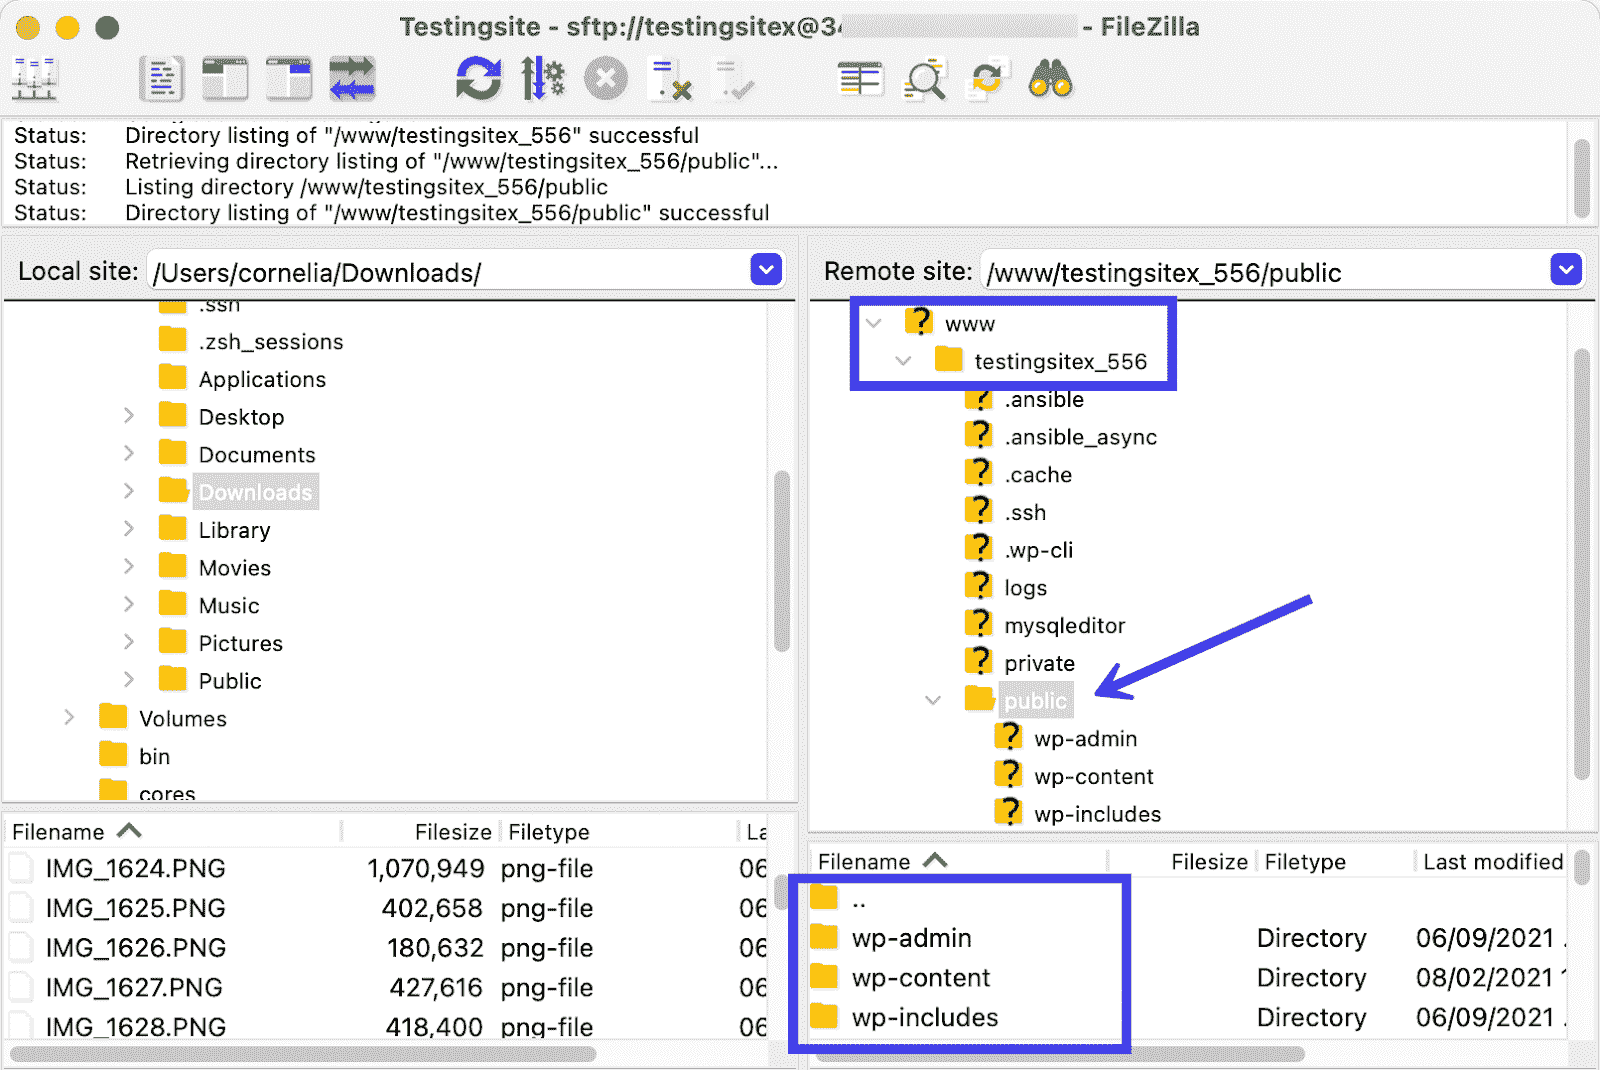 Testingsite - sftp://testingsitex@34 - FileZilla
Status: Directory listing of "/www/testingsitex_556" successful
Status: Retrieving directory listing of "/www/testingsitex_556/public"...
Status: Listing directory /www/testingsitex_556/public
Status: Directory listing of "/www/testingsitex_556/public" successful
Local site: /Users/cornelia/Downloads/
.ssh
.zsh_sessions
Applications
Desktop
Documents
Downloads
Library
Movies
Music
Pictures
Public
Volumes
bin
cores
Filename Filesize Filetype La
IMG_1624.PNG 1,070,949 png-file 06
IMG_1625.PNG 402,658 png-file 06
IMG_1626.PNG 180,632 png-file 06
IMG_1627.PNG 427,616 png-file 06
IMG_1628.PNG 418,400 png-file 06
Remote site: /www/testingsitex_556/public
www
testingsitex_556
.ansible
.ansible_async
.cache
.ssh
.wp-cli
logs
mysqleditor
private
public
wp-admin
wp-content
wp-includes
Filename Filesize Filetype Last modified
..
wp-admin Directory 06/09/2021
wp-content Directory 08/02/2021
wp-includes Directory 06/09/2021